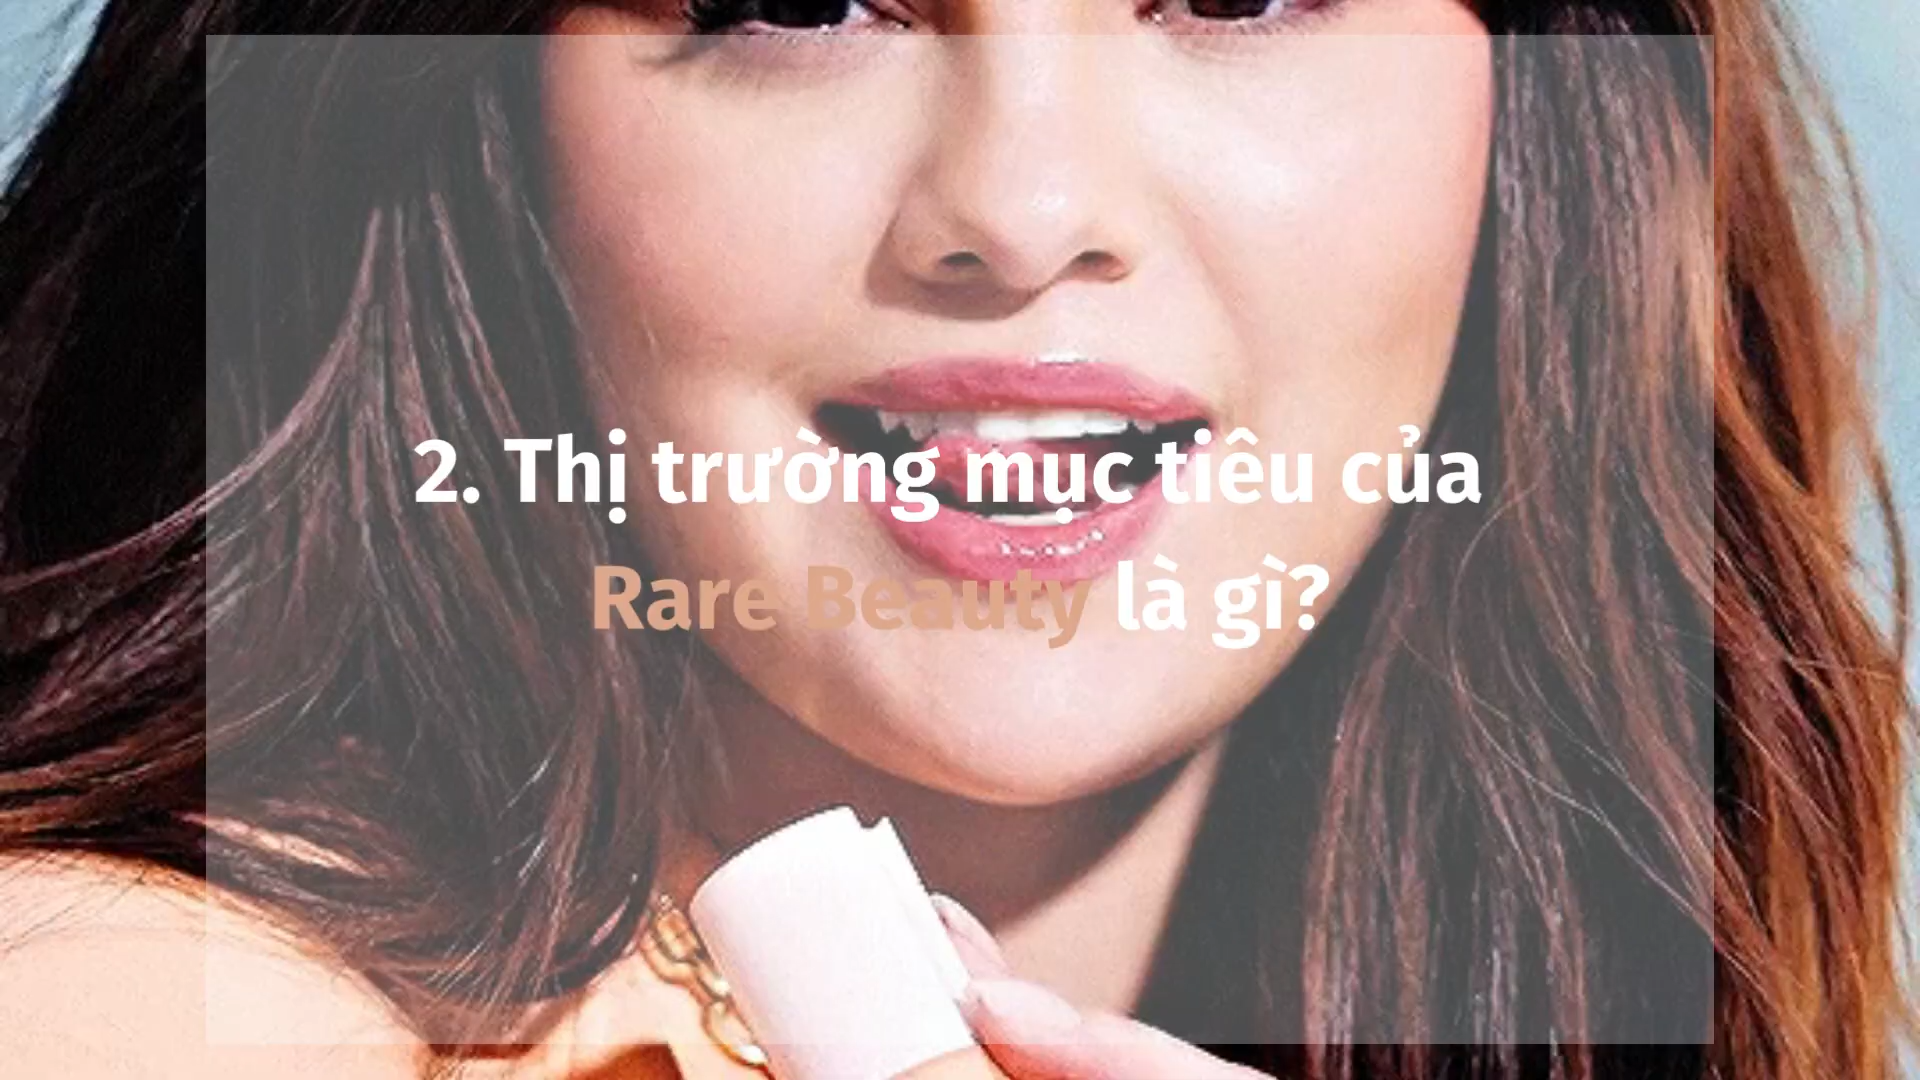 2. Thị trường mục tiêu của
Rare Beauty là gì?